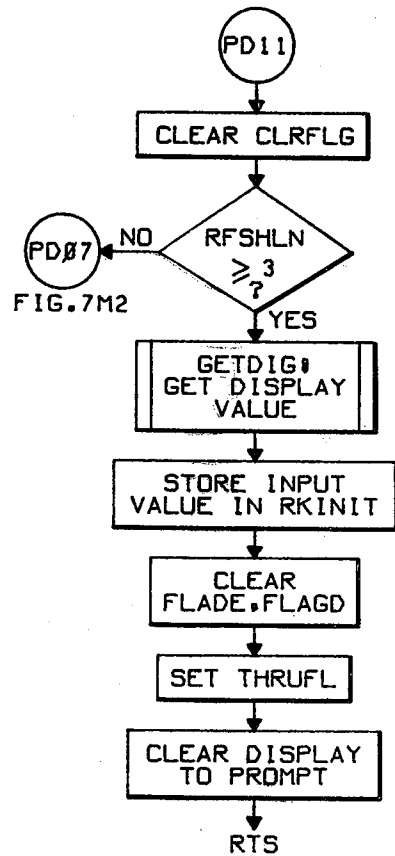 PD11
CLEAR CLRFLG
RFSHLN
≥ 3
?
NO
PDØ7
FIG.7M2
YES
GETDIG:
GET DISPLAY
VALUE
STORE INPUT
VALUE IN RKINIT
CLEAR
FLADE,FLAGD
SET THRUFL
CLEAR DISPLAY
TO PROMPT
RTS